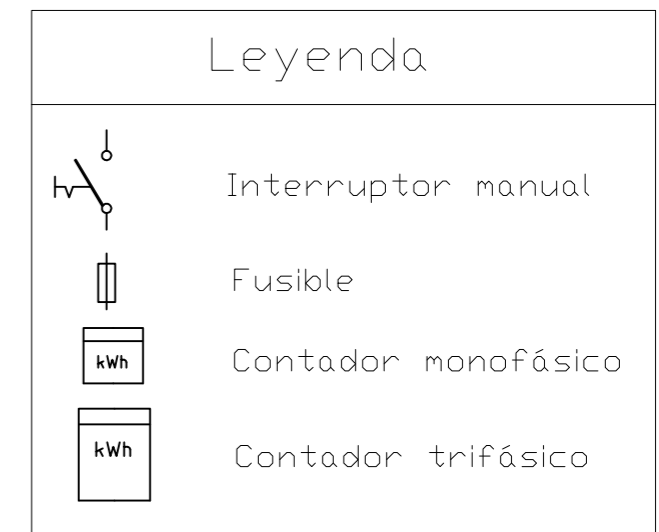 Leyenda
Interruptor manual
Fusible
kWh
Contador monofásico
kWh
Contador trifásico